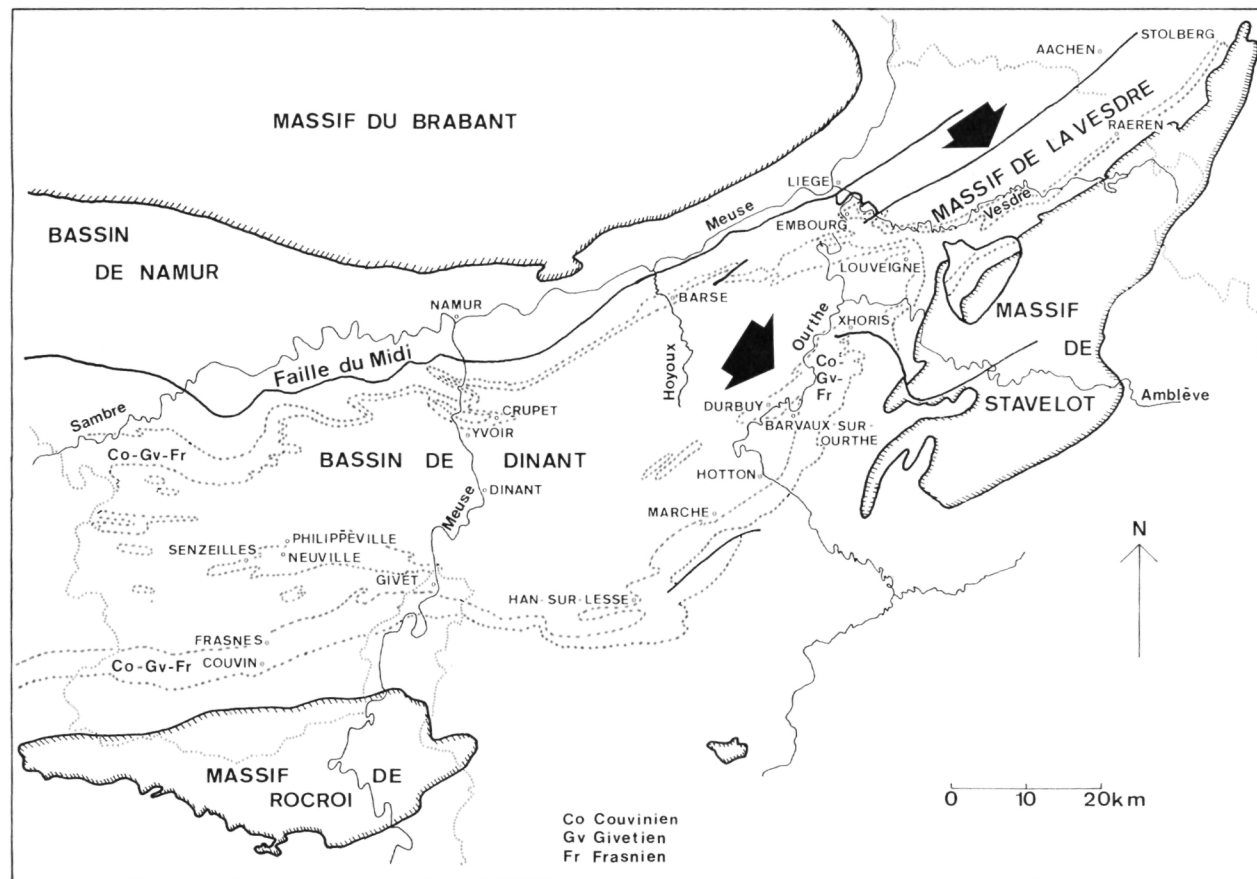 STOLBERG
AACHEN
MASSIF DU BRABANT
RAEREN
MASSIF DE LA VESDRE
LIEGE
Meuse
Vesdre
EMBOURG
BASSIN
DE NAMUR
LOUVEIGNE
BARSE
NAMUR
XHORIS
MASSIF
DE
STAVELOT
Ourthe
Faille du Midi
Hoyoux
Co-
Gv-
Fr
Amblève
Sambre
CRUPET
DURBUY
YVOIR
BARVAUX-SUR-
OURTHE
Co-Gv-Fr
BASSIN DE DINANT
HOTTON
DINANT
Meuse
MARCHE
PHILIPPEVILLE
SENZEILLES
NEUVILLE
N
GIVET
HAN-SUR-LESSE
FRASNES
Co-Gv-Fr
COUVIN
MASSIF DE
ROCROI
0 10 20km
Co Couvinien
Gv Givetien
Fr Frasnien